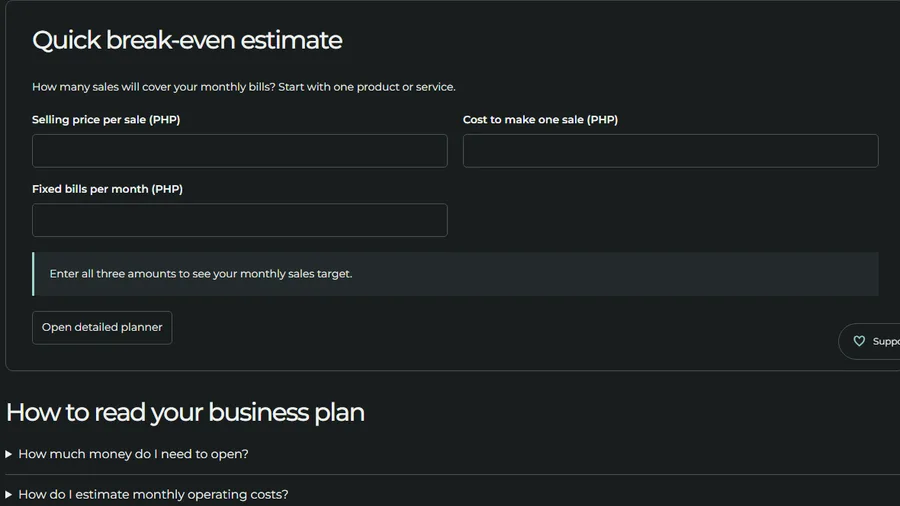 Quick break-even estimate
How many sales will cover your monthly bills? Start with one product or service.
Selling price per sale (PHP)
Cost to make one sale (PHP)
Fixed bills per month (PHP)
Enter all three amounts to see your monthly sales target.
Open detailed planner
How to read your business plan
How much money do I need to open?
How do I estimate monthly operating costs?